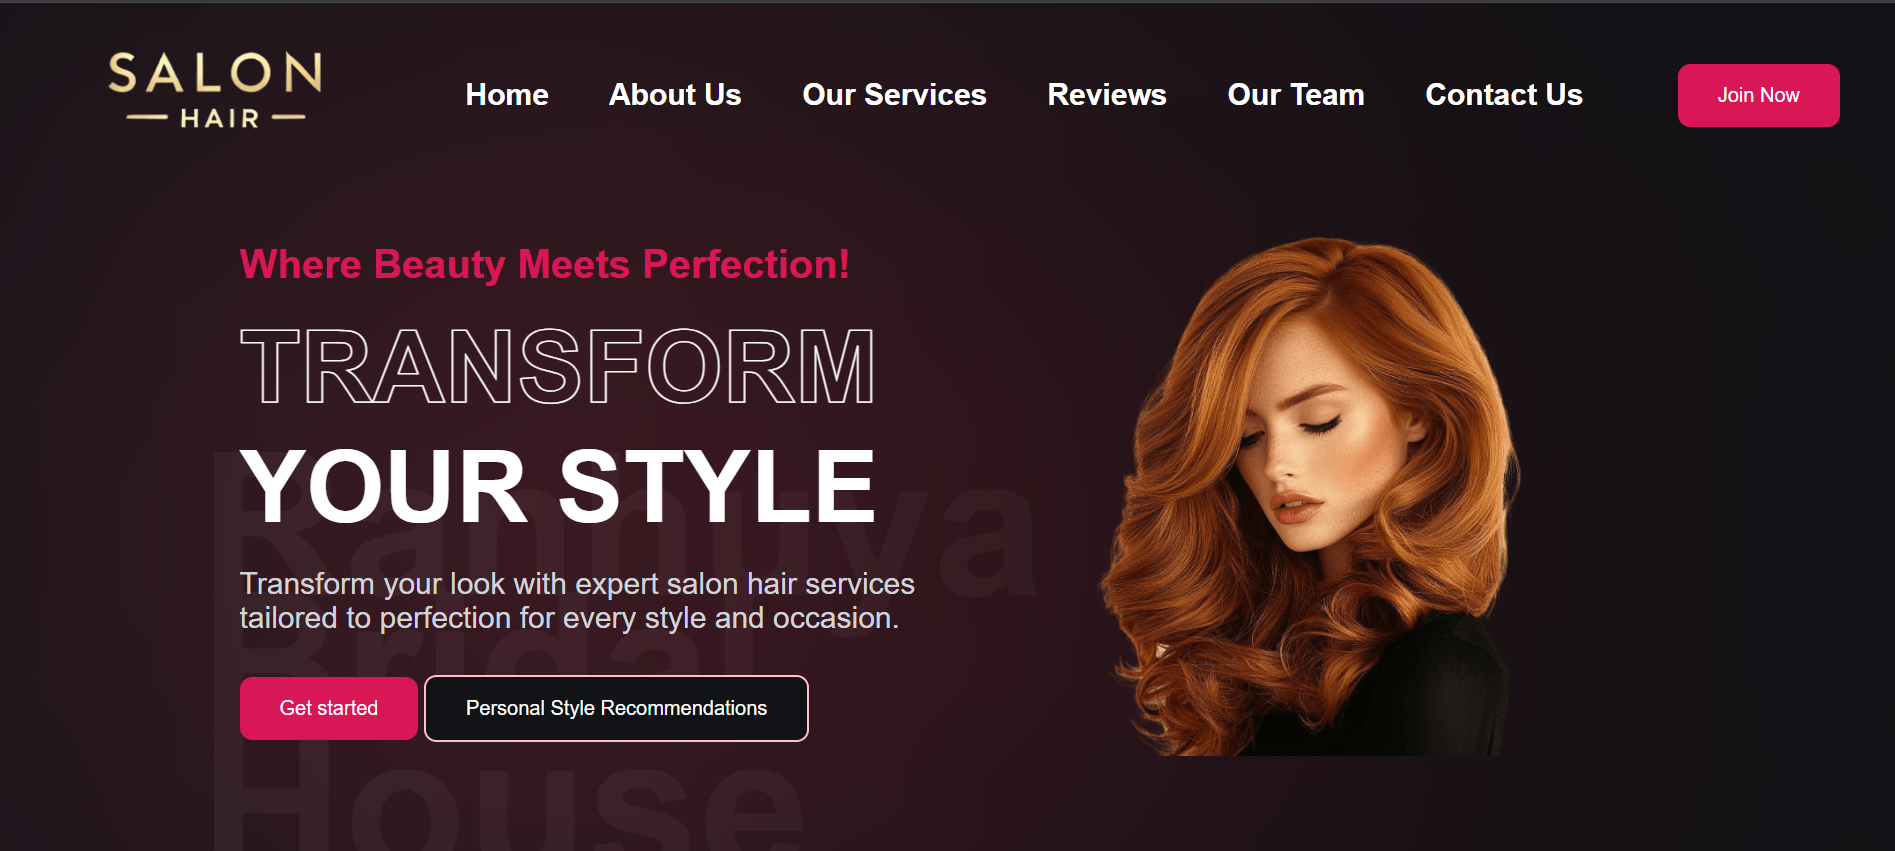 SALON
HAIR
Home
About Us
Our Services
Reviews
Our Team
Contact Us
Join Now
Where Beauty Meets Perfection!
TRANSFORM
YOUR STYLE
Transform your look with expert salon hair services
tailored to perfection for every style and occasion.
Get started
Personal Style Recommendations
Bridal
House